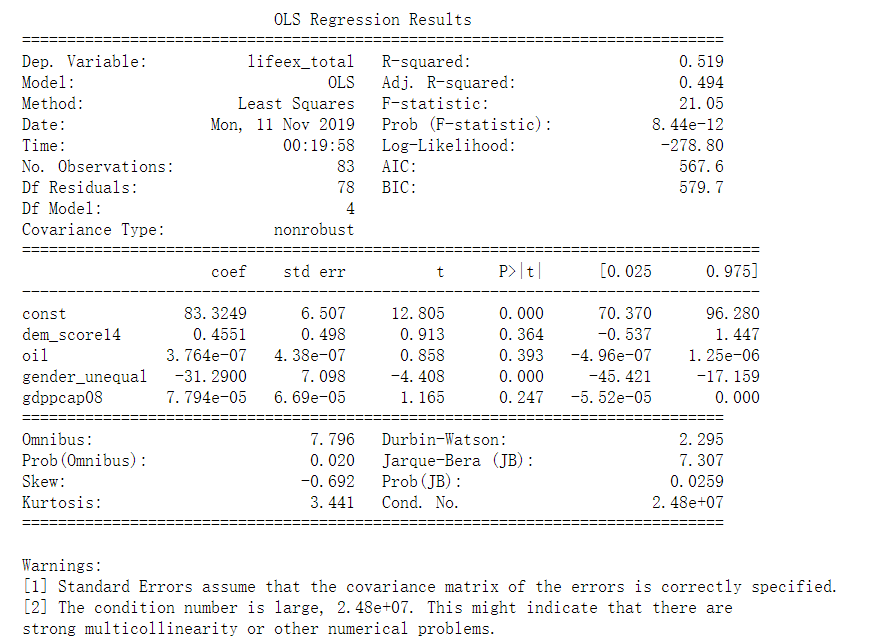 OLS Regression Results
==============================================================================
Dep. Variable: lifeex_total R-squared: 0.519
Model: OLS Adj. R-squared: 0.494
Method: Least Squares F-statistic: 21.05
Date: Mon, 11 Nov 2019 Prob (F-statistic): 8.44e-12
Time: 00:19:58 Log-Likelihood: -278.80
No. Observations: 83 AIC: 567.6
Df Residuals: 78 BIC: 579.7
Df Model: 4
Covariance Type: nonrobust
==================================================================================
coef std err t P>|t| [0.025 0.975]
----------------------------------------------------------------------------------
const 83.3249 6.507 12.805 0.000 70.370 96.280
dem_score14 0.4551 0.498 0.913 0.364 -0.537 1.447
oil 3.764e-07 4.38e-07 0.858 0.393 -4.96e-07 1.25e-06
gender_unequal -31.2900 7.098 -4.408 0.000 -45.421 -17.159
gdppcap08 7.794e-05 6.69e-05 1.165 0.247 -5.52e-05 0.000
==============================================================================
Omnibus: 7.796 Durbin-Watson: 2.295
Prob(Omnibus): 0.020 Jarque-Bera (JB): 7.307
Skew: -0.692 Prob(JB): 0.0259
Kurtosis: 3.441 Cond. No. 2.48e+07
==============================================================================
Warnings:
[1] Standard Errors assume that the covariance matrix of the errors is correctly specified.
[2] The condition number is large, 2.48e+07. This might indicate that there are
strong multicollinearity or other numerical problems.